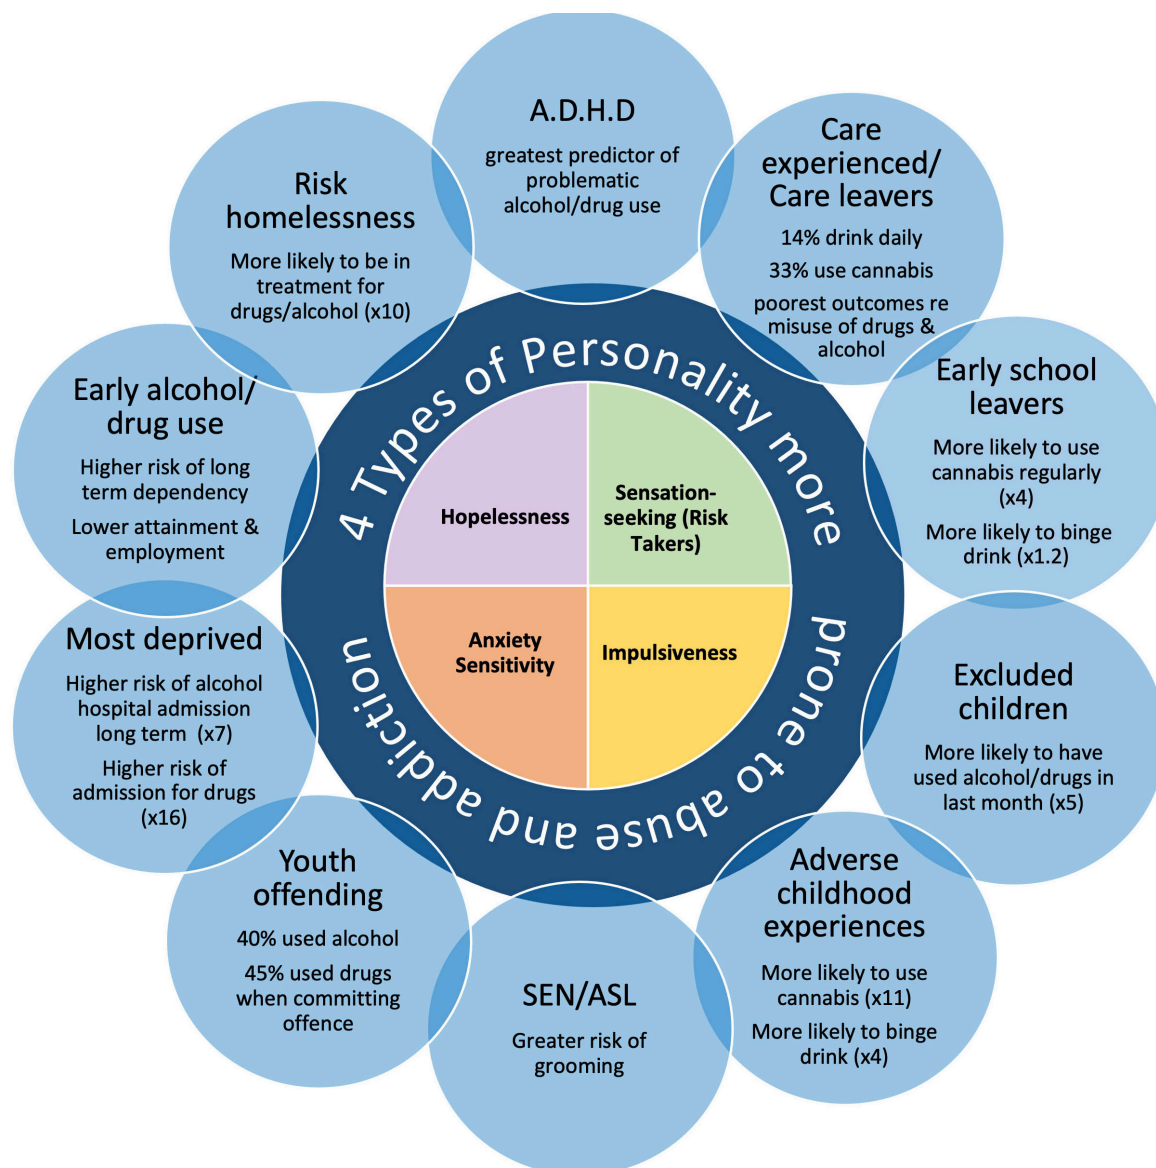 A.D.H.D
greatest predictor of
problematic
alcohol/drug use
Care
experienced/
Care leavers
14% drink daily
33% use cannabis
poorest outcomes re
misuse of drugs &
alcohol
Early school
leavers
More likely to use
cannabis regularly
(x4)
More likely to binge
drink (x1.2)
Excluded
children
More likely to have
used alcohol/drugs in
last month (x5)
Adverse
childhood
experiences
More likely to use
cannabis (x11)
More likely to binge
drink (x4)
SEN/ASL
Greater risk of
grooming
Youth
offending
40% used alcohol
45% used drugs
when committing
offence
Most deprived
Higher risk of alcohol
hospital admission
long term (x7)
Higher risk of
admission for drugs
(x16)
Early alcohol/
drug use
Higher risk of long
term dependency
Lower attainment &
employment
Risk
homelessness
More likely to be in
treatment for
drugs/alcohol (x10)
4 Types of Personality more
prone to abuse and addiction
Hopelessness
Sensation-
seeking (Risk
Takers)
Anxiety
Sensitivity
Impulsiveness